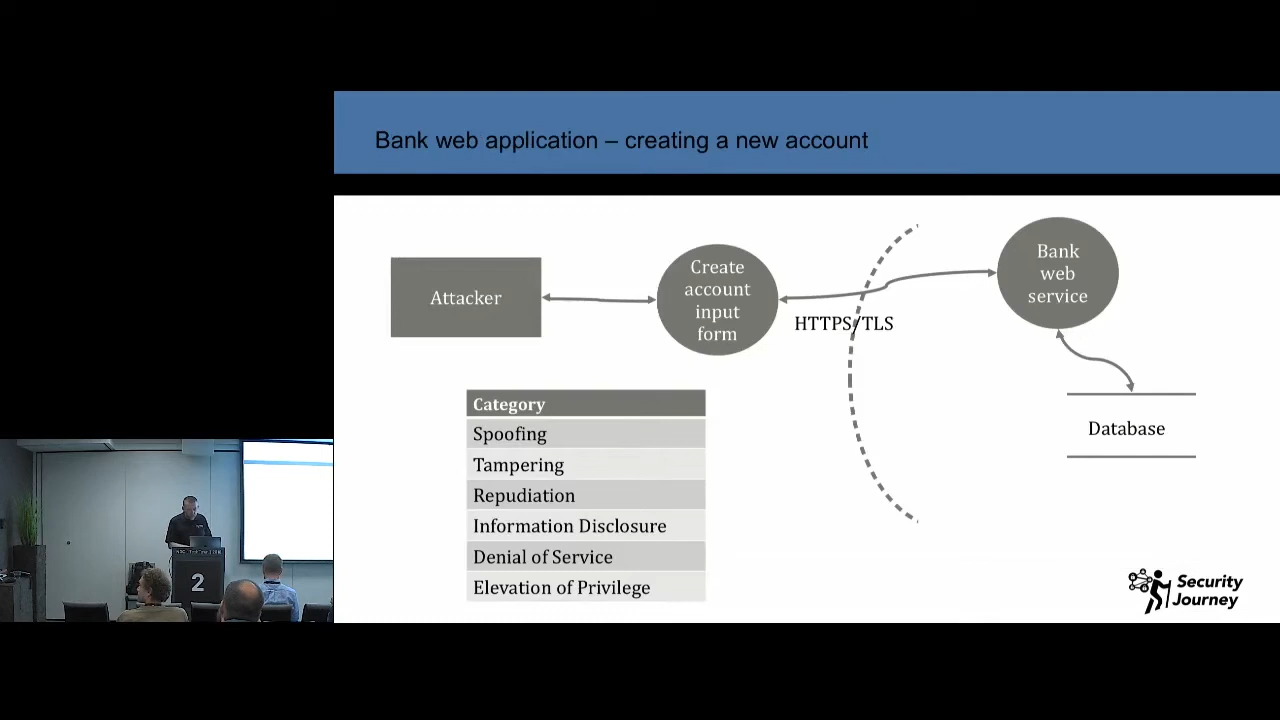 Bank web application – creating a new account
Attacker
Create
account
input
form
HTTPS/TLS
Bank
web
service
Database
Category
Spoofing
Tampering
Repudiation
Information Disclosure
Denial of Service
Elevation of Privilege
2
Security
Journey